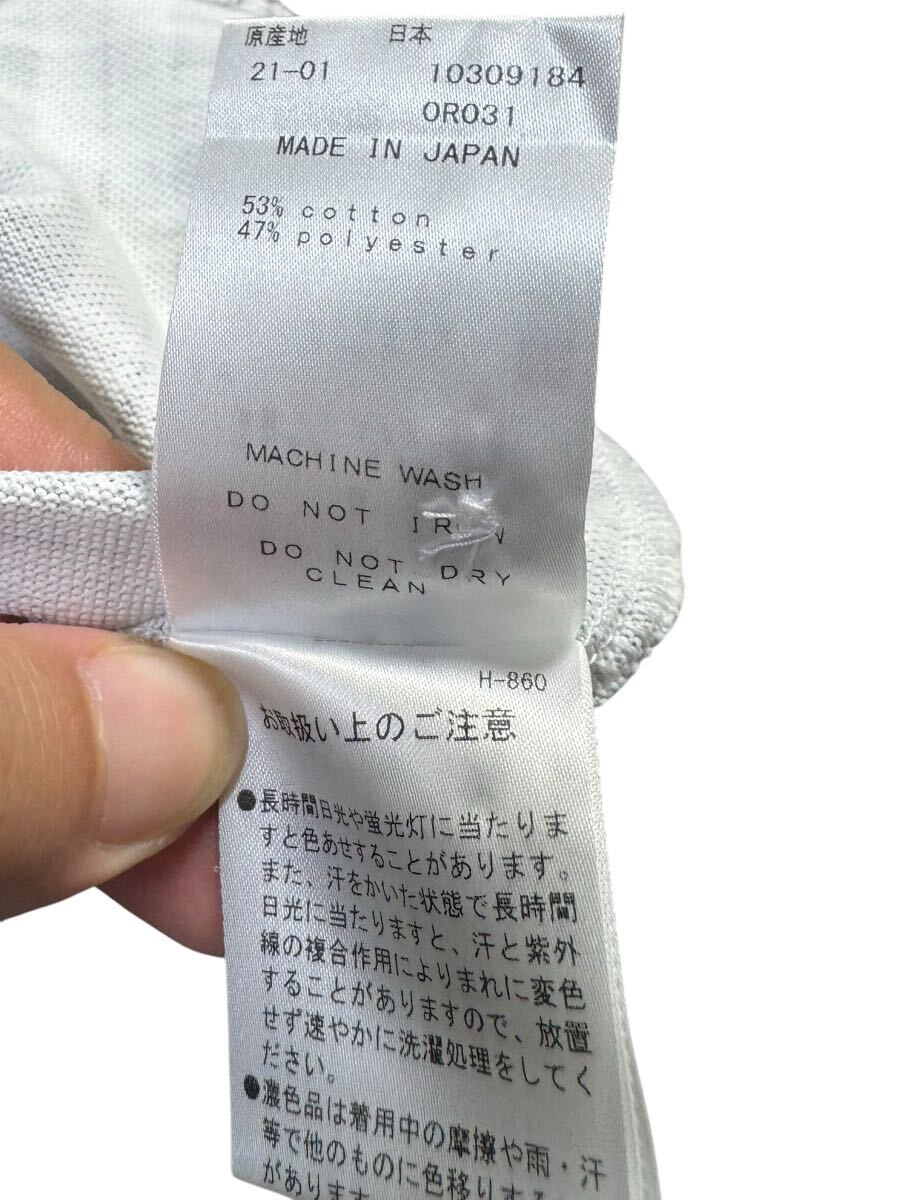 原産地 日本
21-01 10309184
0R031
MADE IN JAPAN
53% cotton
47% polyester
MACHINE WASH
DO NOT IRON
DO NOT DRY
CLEAN
H-860
お取扱い上のご注意
●長時間日光や蛍光灯に当たりま
すと色あせすることがあります。
また、汗をかいた状態で長時間
日光に当たりますと、汗と紫外
線の複合作用によりまれに変色
することがありますので、放置
せず速やかに洗濯処理をしてく
ださい。
●濃色品は着用中の摩擦や雨・汗
等で他のものに色移りする
があります